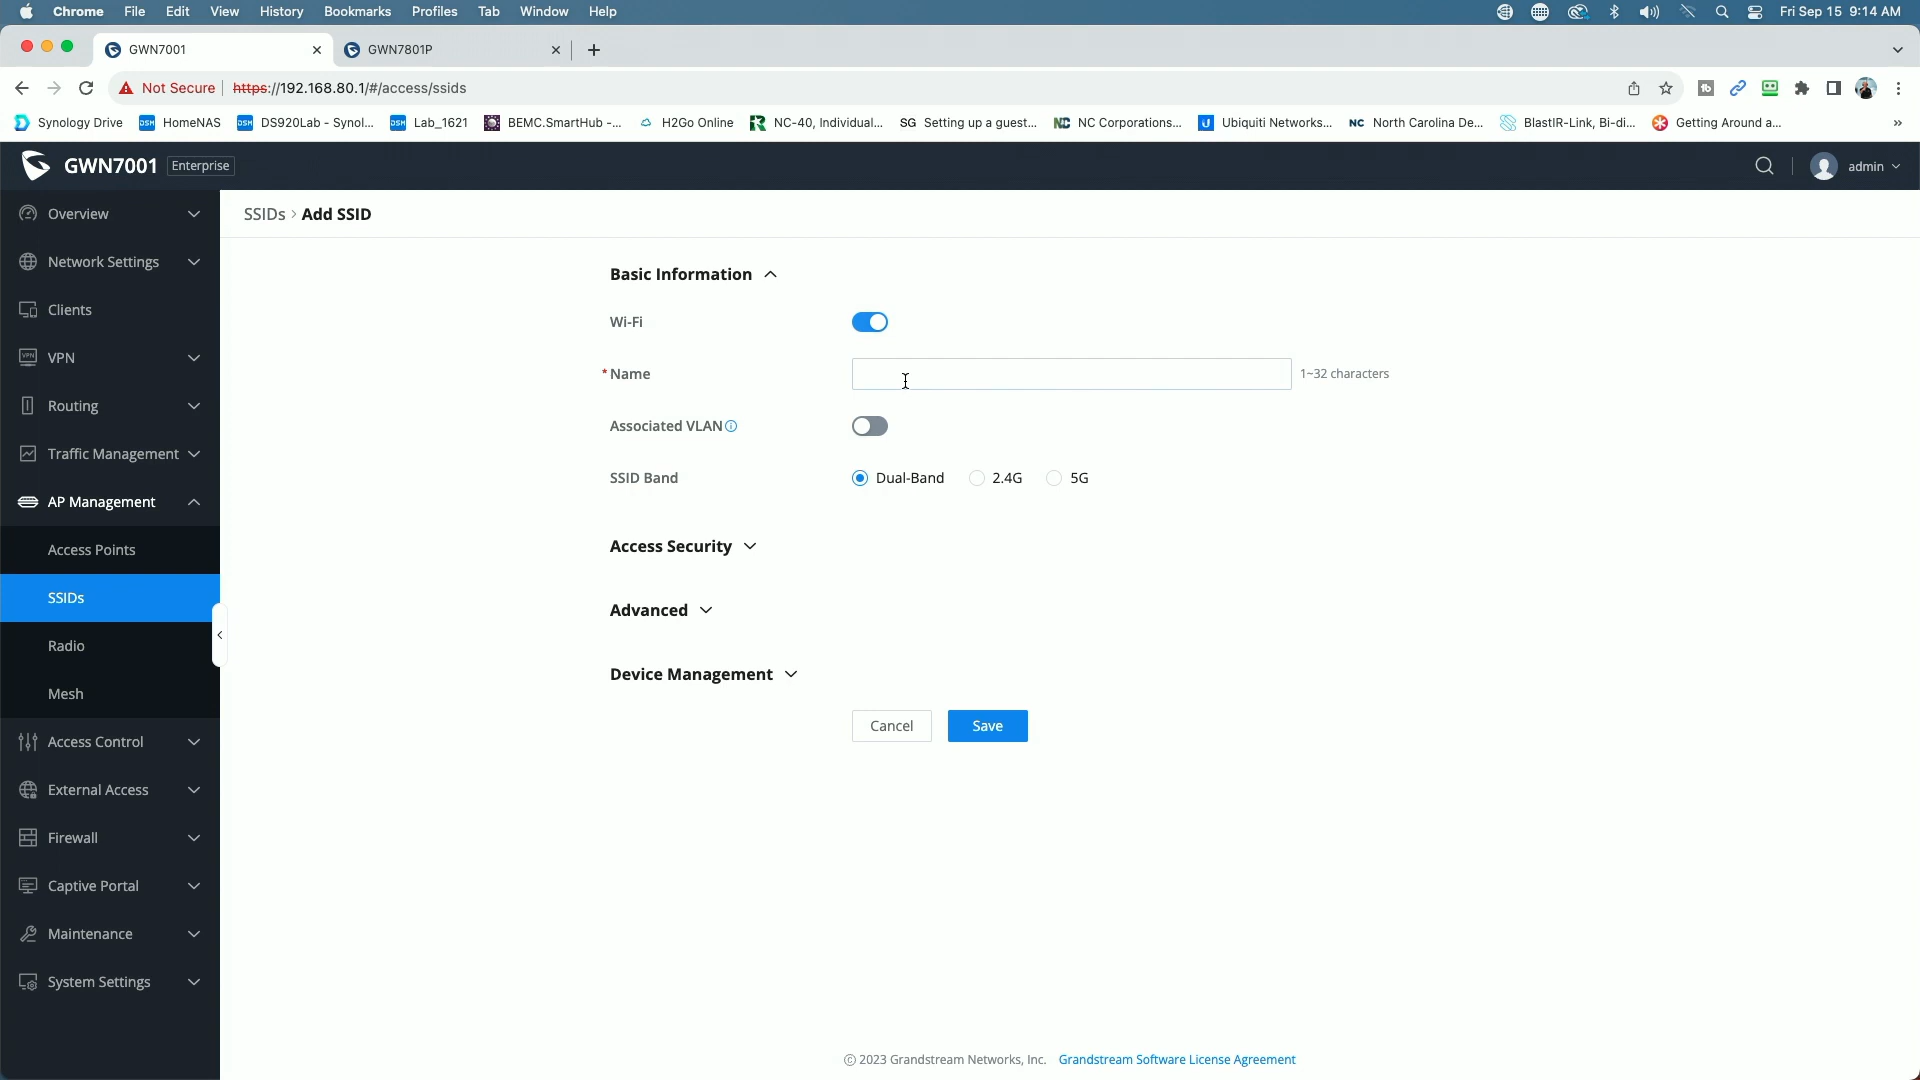 Chrome File Edit View History Bookmarks Profiles Tab Window Help Fri Sep 15 9:14 AM
GWN7001 GWN7801P
Not Secure https://192.168.80.1/#/access/ssids
Synology Drive HomeNAS DS920Lab - Synol... Lab_1621 BEMC.SmartHub -... H2Go Online NC-40, Individual... SG Setting up a guest... NC Corporations... Ubiquiti Networks... NC North Carolina De... BlastIR-Link, Bi-di... Getting Around a... »
GWN7001 Enterprise admin
Overview
Network Settings
Clients
VPN VPN
Routing
Traffic Management
AP Management
Access Points
SSIDs
Radio
Mesh
Access Control
External Access
Firewall
Captive Portal
Maintenance
System Settings
SSIDs > Add SSID
Basic Information
Wi-Fi
* Name 1~32 characters
Associated VLAN
SSID Band Dual-Band 2.4G 5G
Access Security
Advanced
Device Management
Cancel Save
© 2023 Grandstream Networks, Inc. Grandstream Software License Agreement